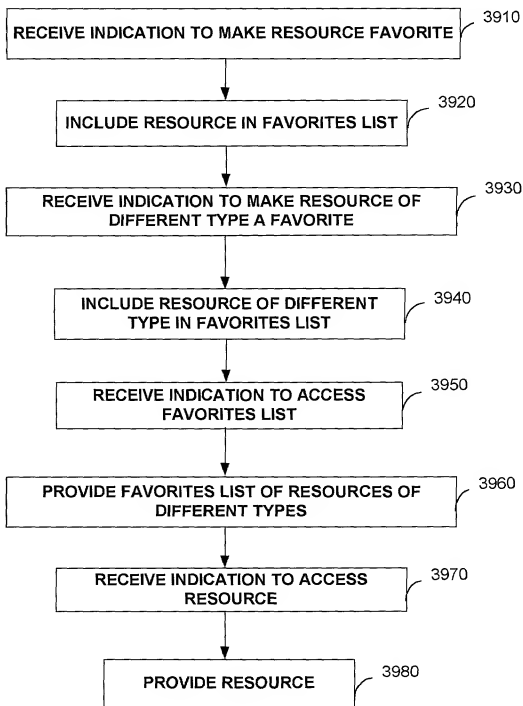 RECEIVE INDICATION TO MAKE RESOURCE FAVORITE
3910
INCLUDE RESOURCE IN FAVORITES LIST
3920
RECEIVE INDICATION TO MAKE RESOURCE OF
DIFFERENT TYPE A FAVORITE
3930
INCLUDE RESOURCE OF DIFFERENT
TYPE IN FAVORITES LIST
3940
RECEIVE INDICATION TO ACCESS
FAVORITES LIST
3950
PROVIDE FAVORITES LIST OF RESOURCES OF
DIFFERENT TYPES
3960
RECEIVE INDICATION TO ACCESS
RESOURCE
3970
PROVIDE RESOURCE
3980